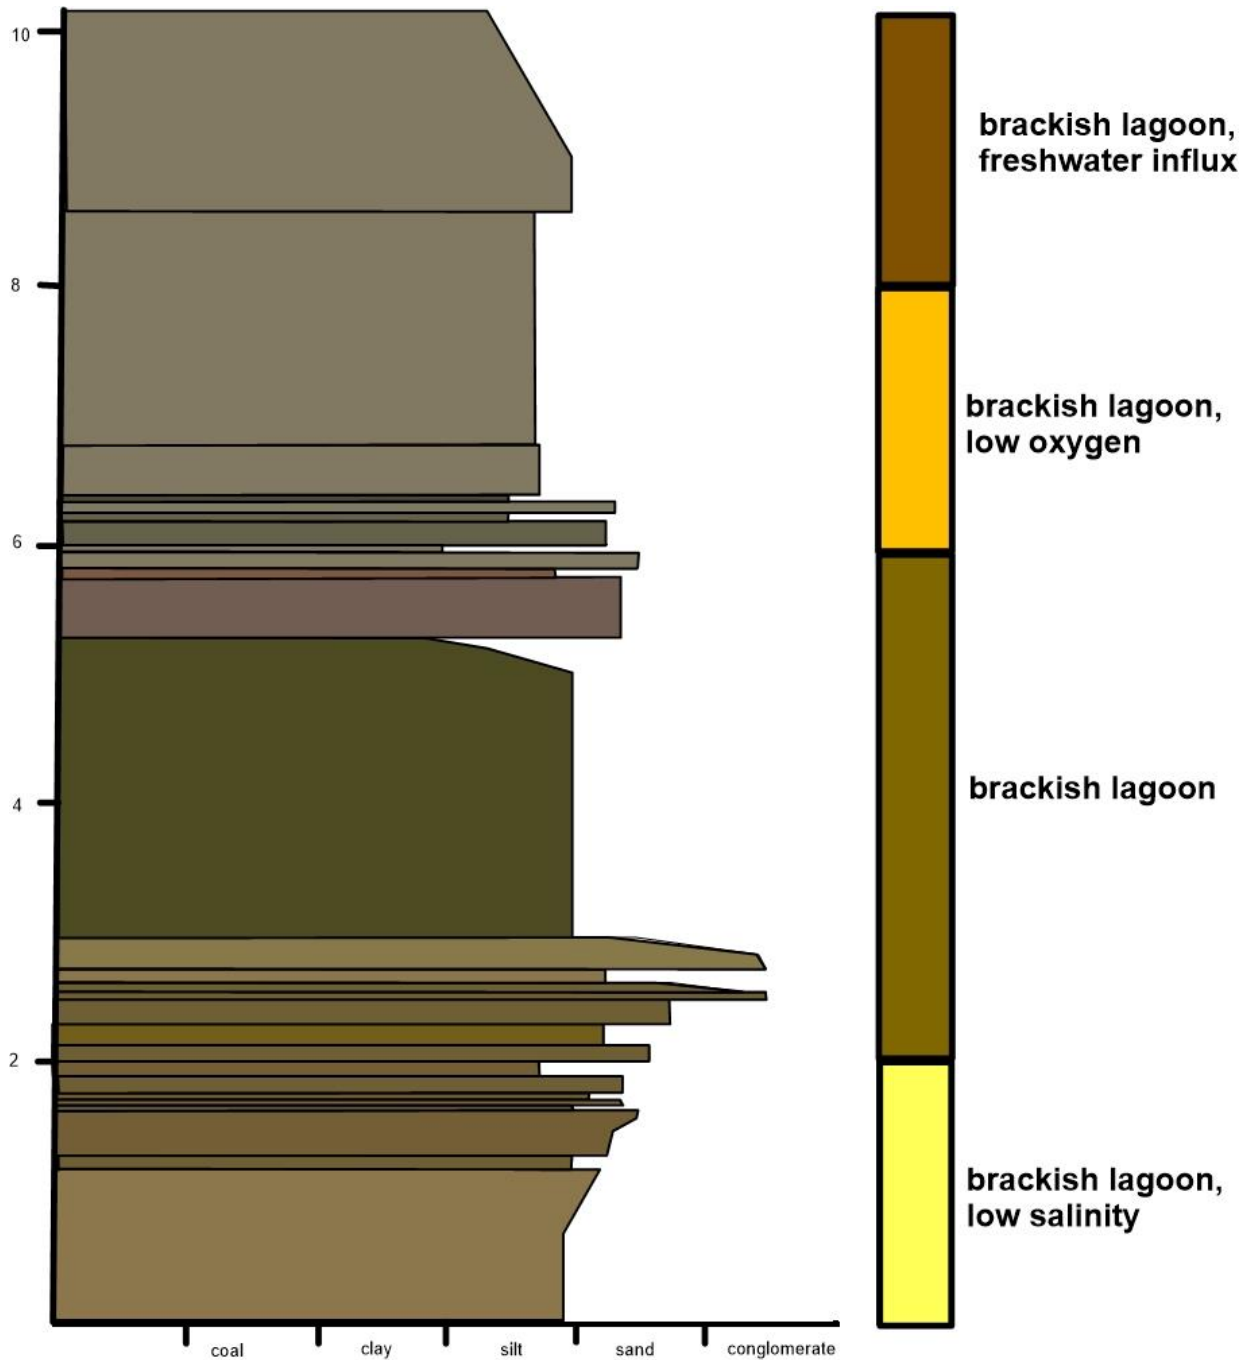 10
brackish lagoon,
freshwater influx
8
brackish lagoon,
low oxygen
6
brackish lagoon
4
2
brackish lagoon,
low salinity
coal clay silt sand conglomerate